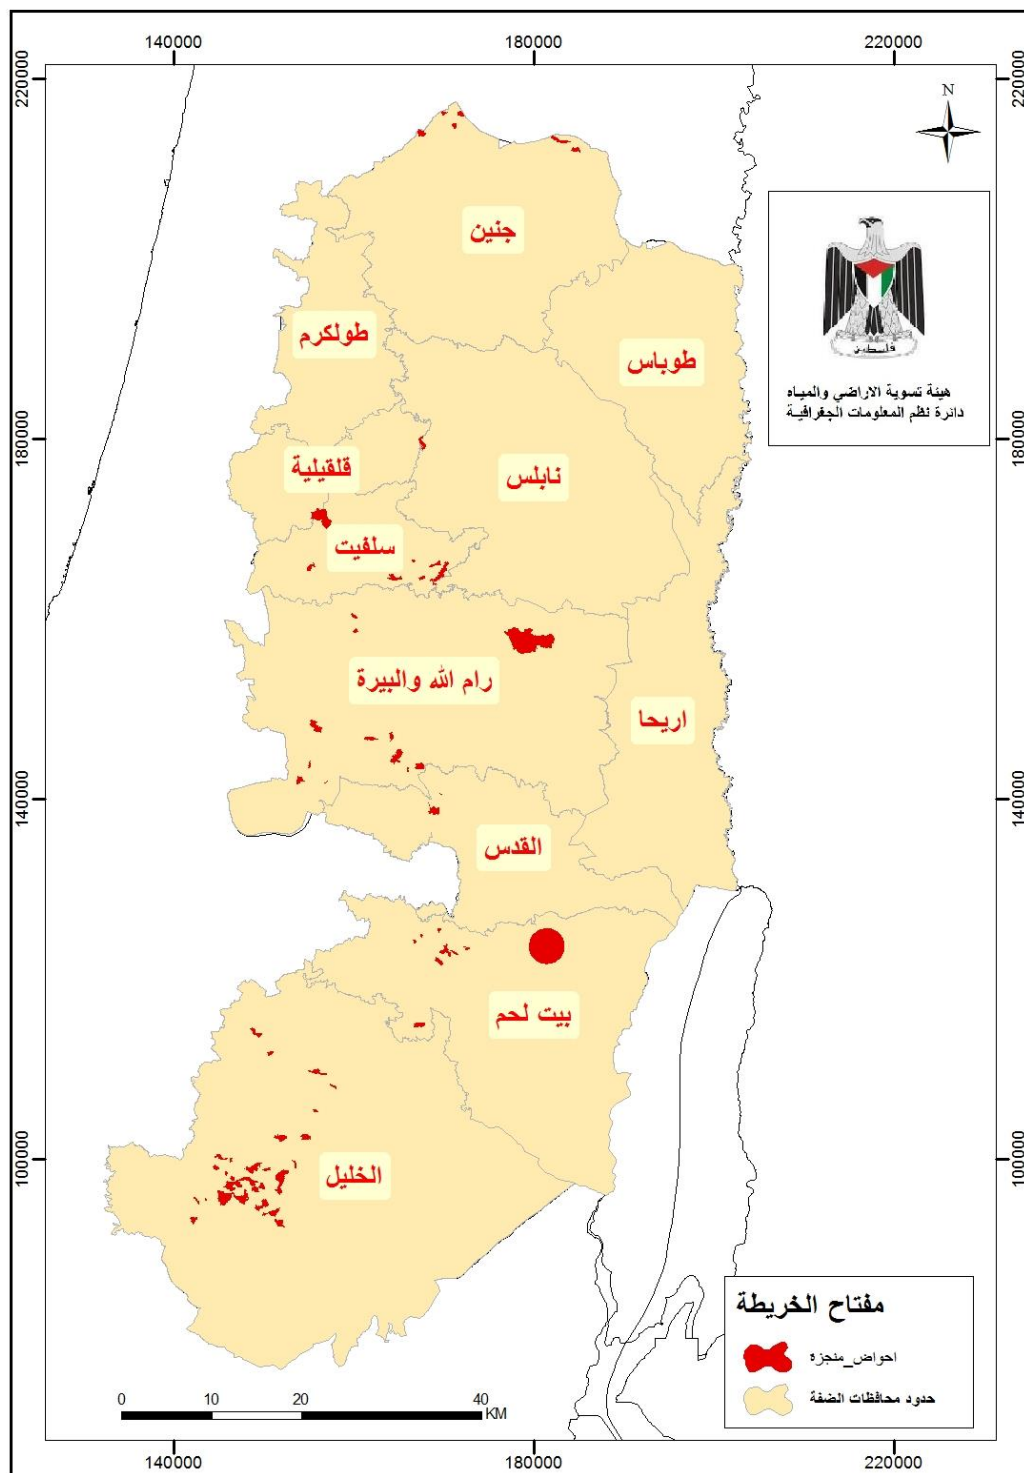 140000
180000
220000
220000
220000
N
جنين
فلسطين
طولكرم
طوباس
هيئة تسوية الاراضي والمياه
دائرة نظم المعلومات الجغرافية
180000
180000
قلقيلية
نابلس
سلفيت
رام الله والبيرة
اريحا
140000
140000
القدس
بيت لحم
100000
100000
الخليل
مفتاح الخريطة
احواض_منجزة
حدود محافظات الضفة
0
10
20
40
KM
140000
180000
220000